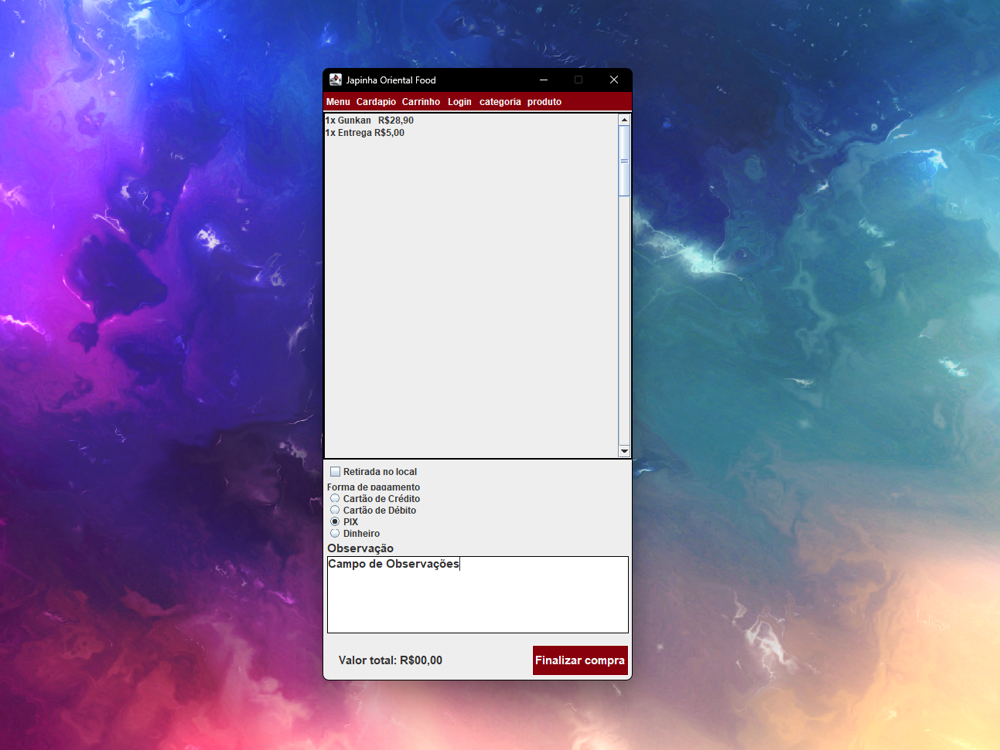 Japinha Oriental Food
Menu Cardapio Carrinho Login categoria produto
1x Gunkan R$28,90
1x Entrega R$5,00
Retirada no local
Forma de pagamento
Cartão de Crédito
Cartão de Débito
PIX
Dinheiro
Observação
Campo de Observações
Valor total: R$00,00
Finalizar compra